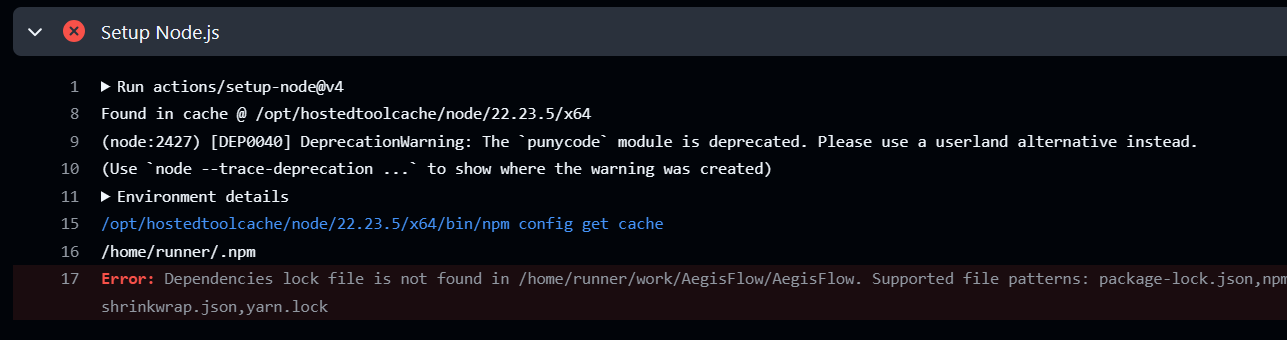 Setup Node.js
1 ▶ Run actions/setup-node@v4
8 Found in cache @ /opt/hostedtoolcache/node/22.23.5/x64
9 (node:2427) [DEP0040] DeprecationWarning: The `punycode` module is deprecated. Please use a userland alternative instead.
10 (Use `node --trace-deprecation ...` to show where the warning was created)
11 ▶ Environment details
15 /opt/hostedtoolcache/node/22.23.5/x64/bin/npm config get cache
16 /home/runner/.npm
17 Error: Dependencies lock file is not found in /home/runner/work/AegisFlow/AegisFlow. Supported file patterns: package-lock.json,npm
shrinkwrap.json,yarn.lock